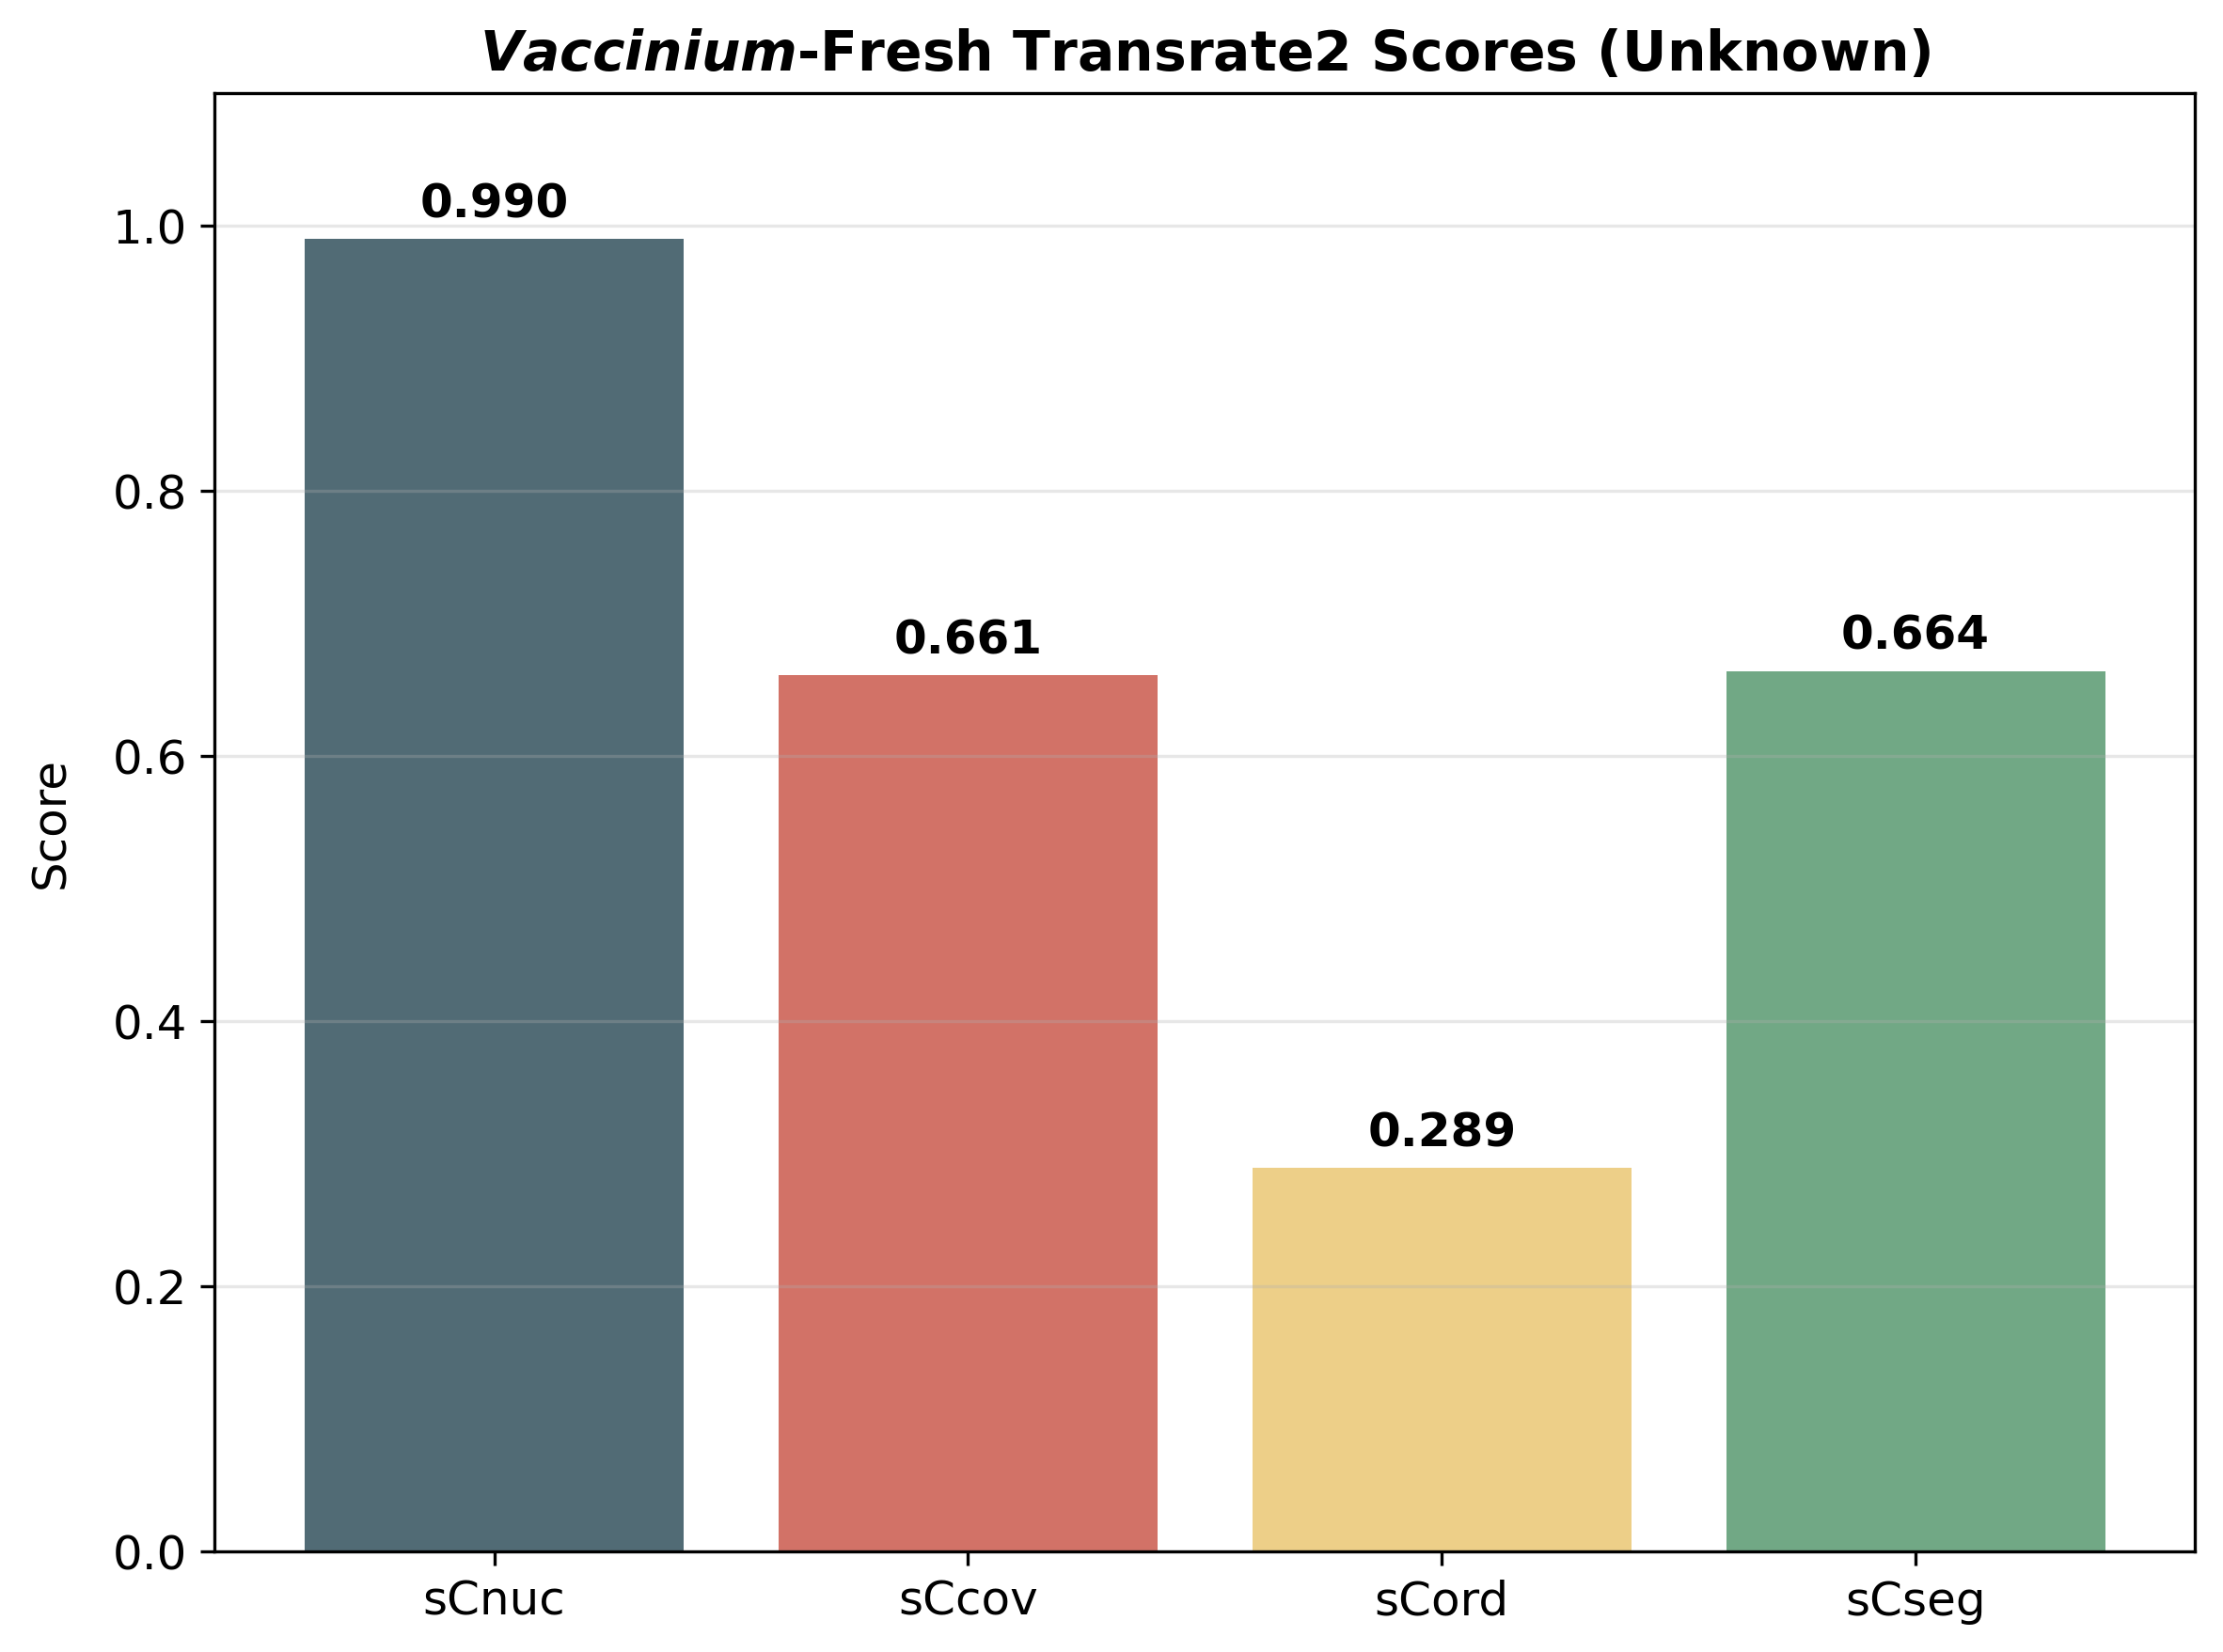 Vaccinium-Fresh Transrate2 Scores (Unknown)
Score
1.0
0.8
0.6
0.4
0.2
0.0
0.990
0.661
0.289
0.664
sCnuc
sCcov
sCord
sCseg